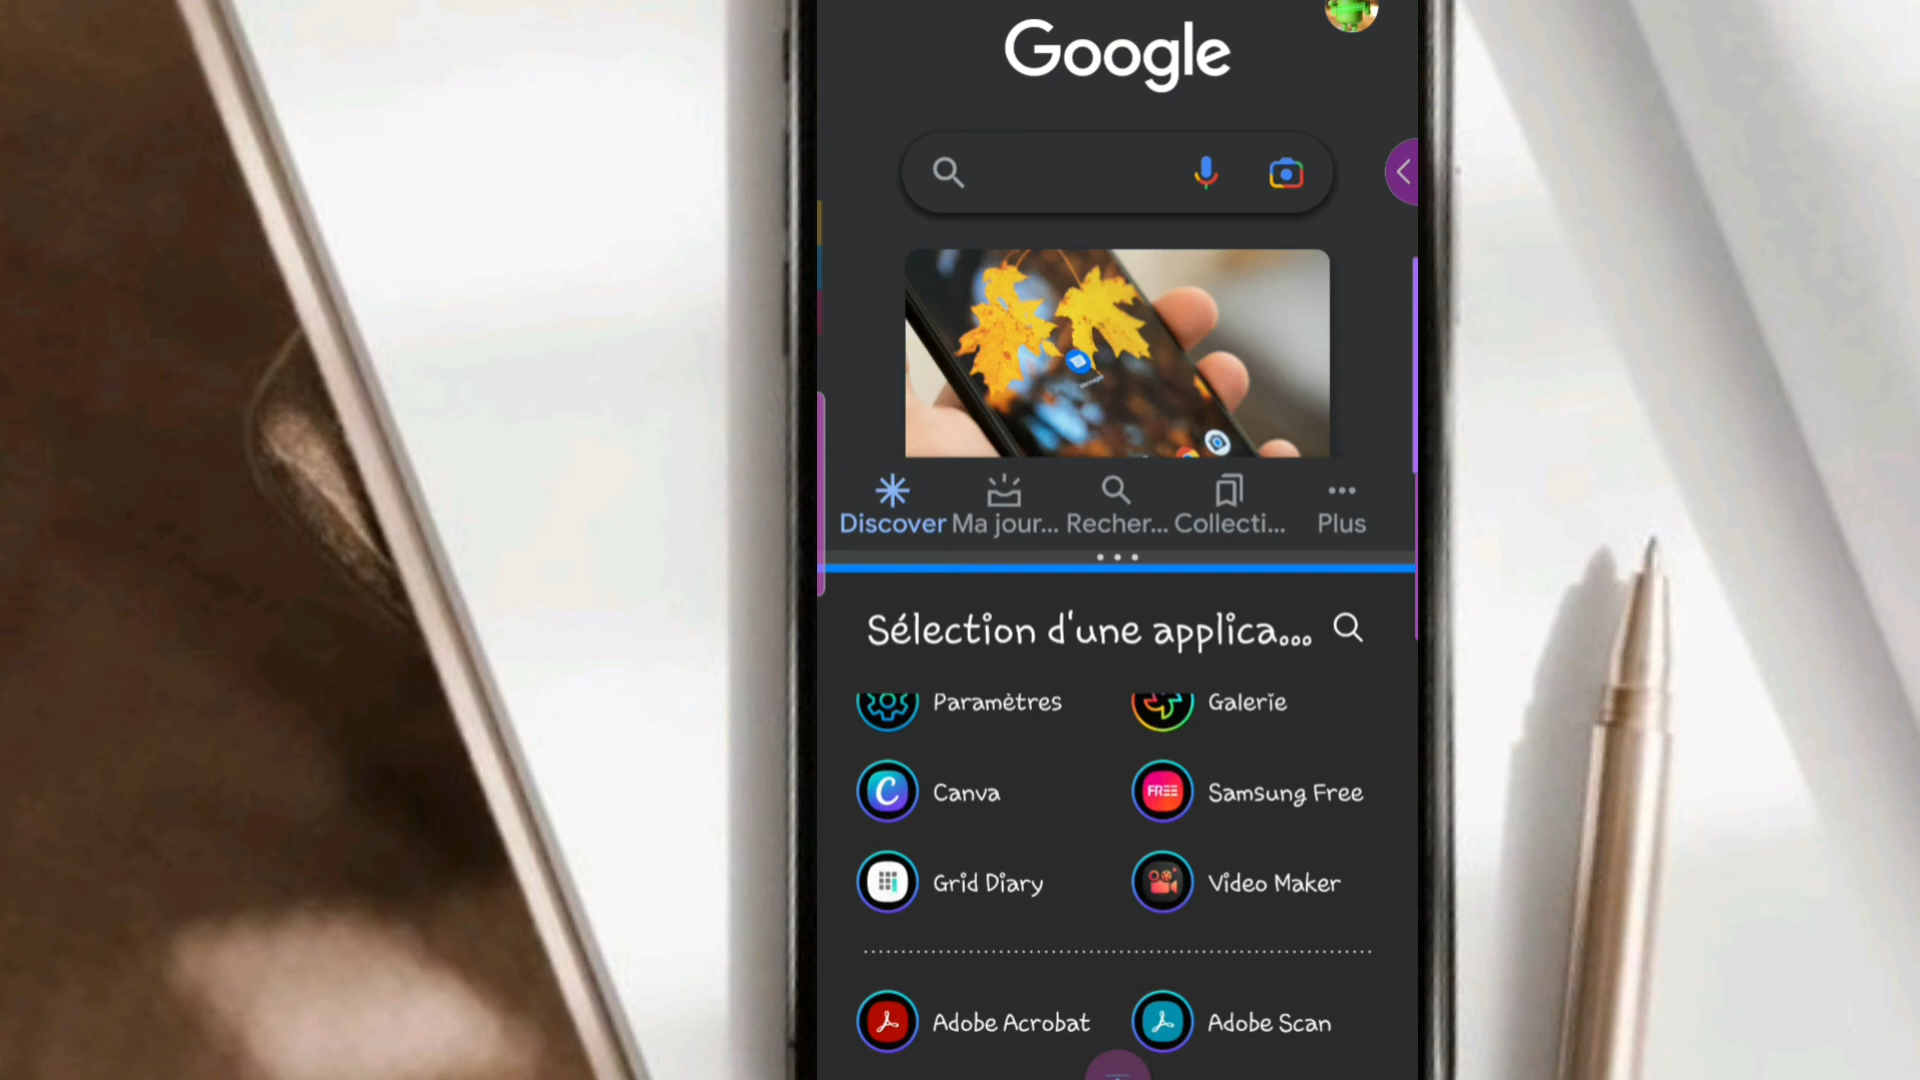 Google
Discover Ma jour... Recher... Collecti... Plus
Sélection d'une applica...
Paramètres Galerie
Canva Samsung Free
FREE
Grid Diary Video Maker
Adobe Acrobat Adobe Scan